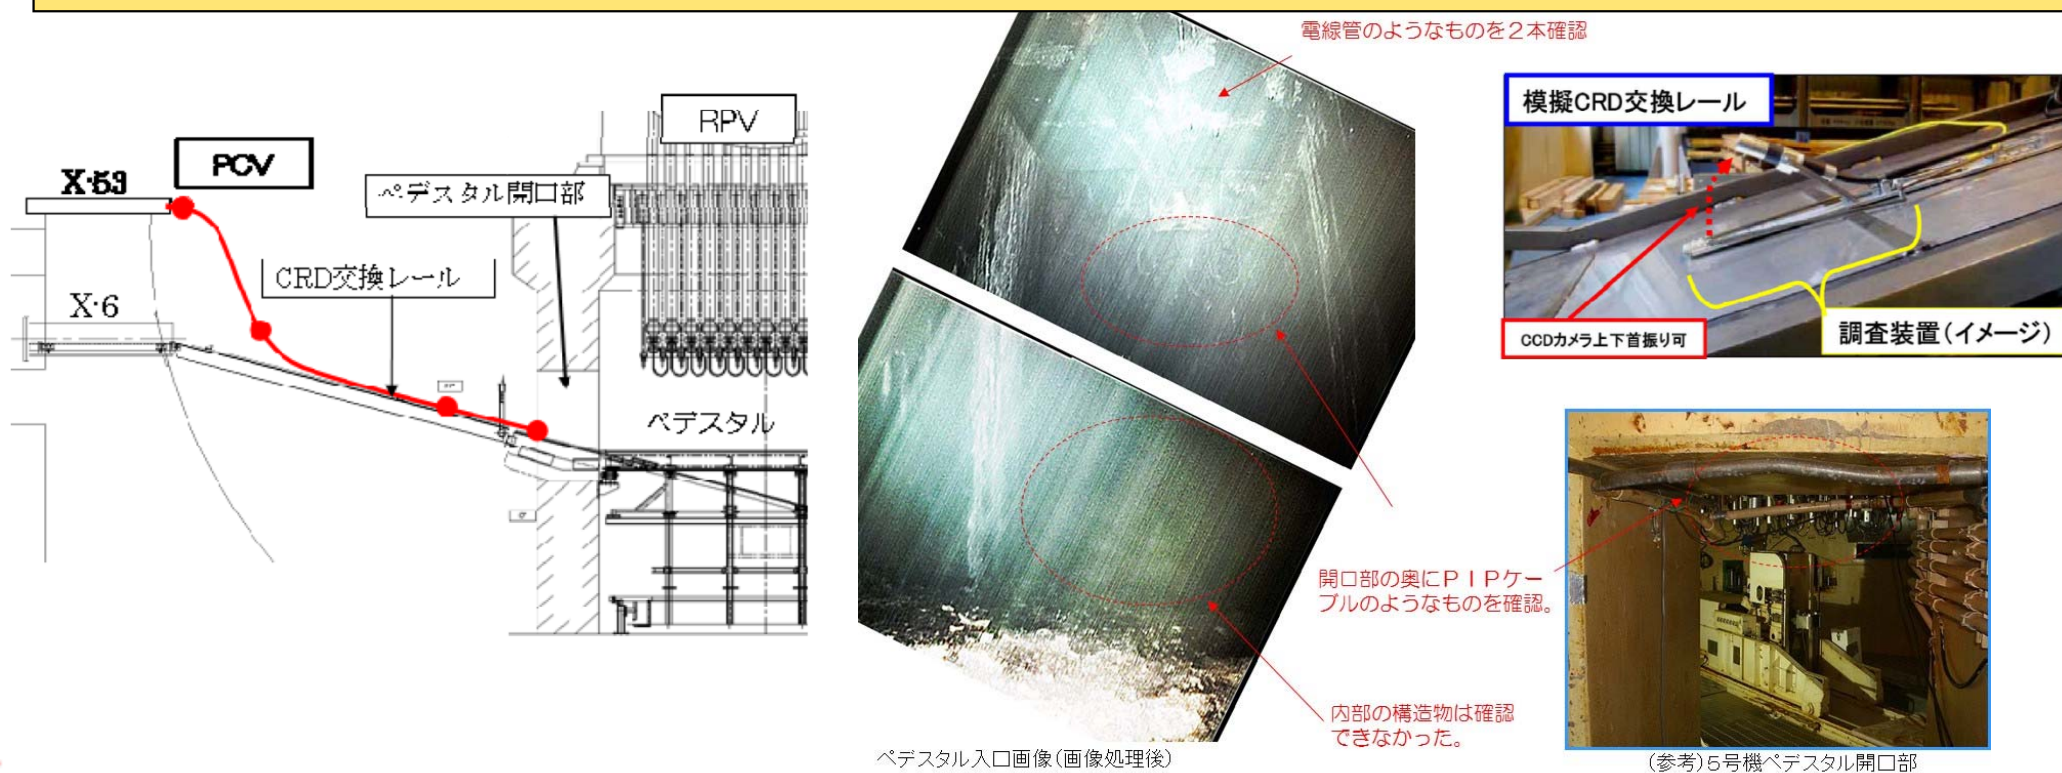 X-53
PCV
RPV
ペデスタル開口部
CRD交換レール
X-6
ペデスタル
電線管のようなものを2本確認
開口部の奥にPIPケー
ブルのようなものを確認。
内部の構造物は確認
できなかった。
ペデスタル入口画像(画像処理後)
模擬CRD交換レール
CCDカメラ上下首振り可
調査装置(イメージ)
(参考)5号機ペデスタル開口部